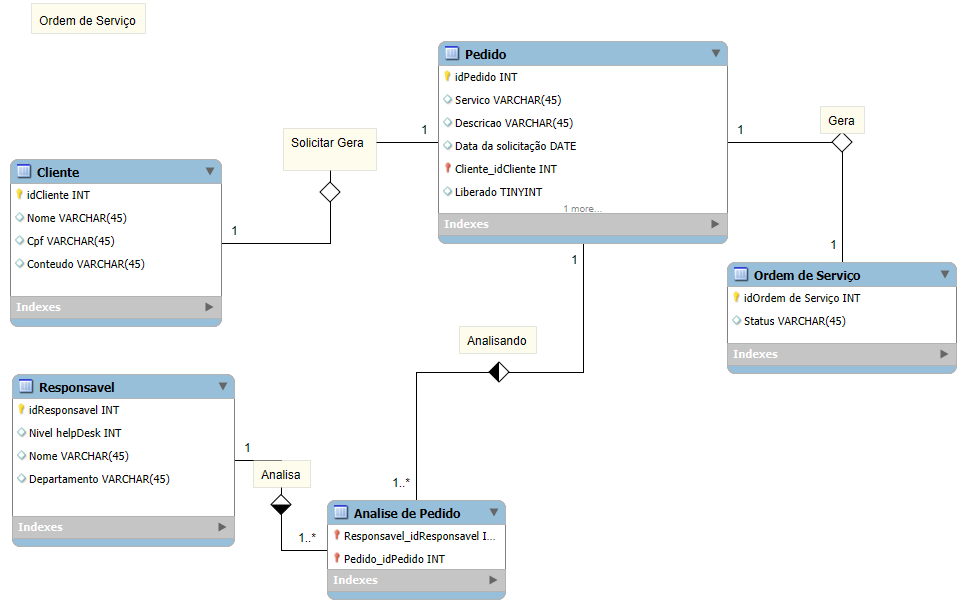 Ordem de Serviço
Pedido
idPedido INT
Servico VARCHAR(45)
Descricao VARCHAR(45)
Data da solicitação DATE
Cliente_idCliente INT
Liberado TINYINT
1 more...
Indexes
Solicitar Gera
1
1
Gera
Cliente
idCliente INT
Nome VARCHAR(45)
Cpf VARCHAR(45)
Conteudo VARCHAR(45)
Indexes
1
1
1
Ordem de Serviço
idOrdem de Serviço INT
Status VARCHAR(45)
Indexes
Analisando
Responsavel
idResponsavel INT
Nivel helpDesk INT
Nome VARCHAR(45)
Departamento VARCHAR(45)
Indexes
1
Analisa
1..*
1..*
Analise de Pedido
Responsavel_idResponsavel I...
Pedido_idPedido INT
Indexes